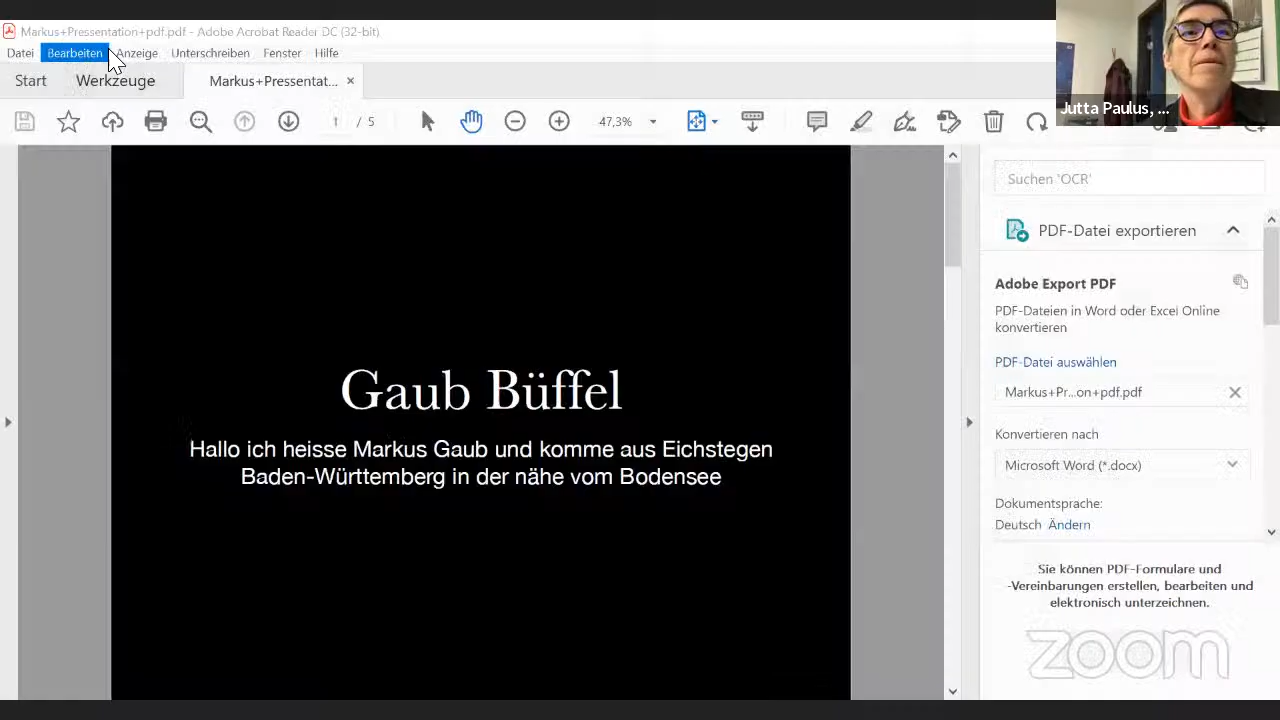 Markus+Pressentation+pdf.pdf - Adobe Acrobat Reader DC (32-bit)
Datei Bearbeiten Anzeige Unterschreiben Fenster Hilfe
Start Werkzeuge Markus+Pressentat... ×
1 / 5 47,3%
Jutta Paulus, ...
Gaub Büffel
Hallo ich heisse Markus Gaub und komme aus Eichstegen
Baden-Württemberg in der nähe vom Bodensee
Suchen 'OCR'
PDF-Datei exportieren
Adobe Export PDF
PDF-Dateien in Word oder Excel Online
konvertieren
PDF-Datei auswählen
Markus+Pr...on+pdf.pdf
Konvertieren nach
Microsoft Word (*.docx)
Dokumentsprache:
Deutsch Ändern
Sie können PDF-Formulare und
-Vereinbarungen erstellen, bearbeiten und
elektronisch unterzeichnen.
zoom